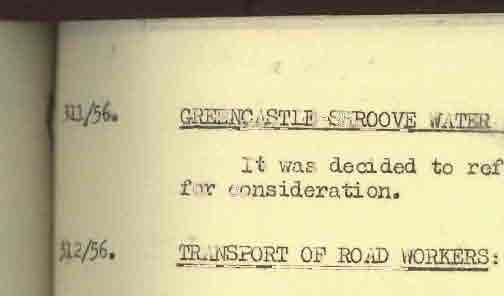 311/56. GREENCASTLE SHROOVE WATER
It was decided to ref
for consideration.
312/56. TRANSPORT OF ROAD WORKERS: